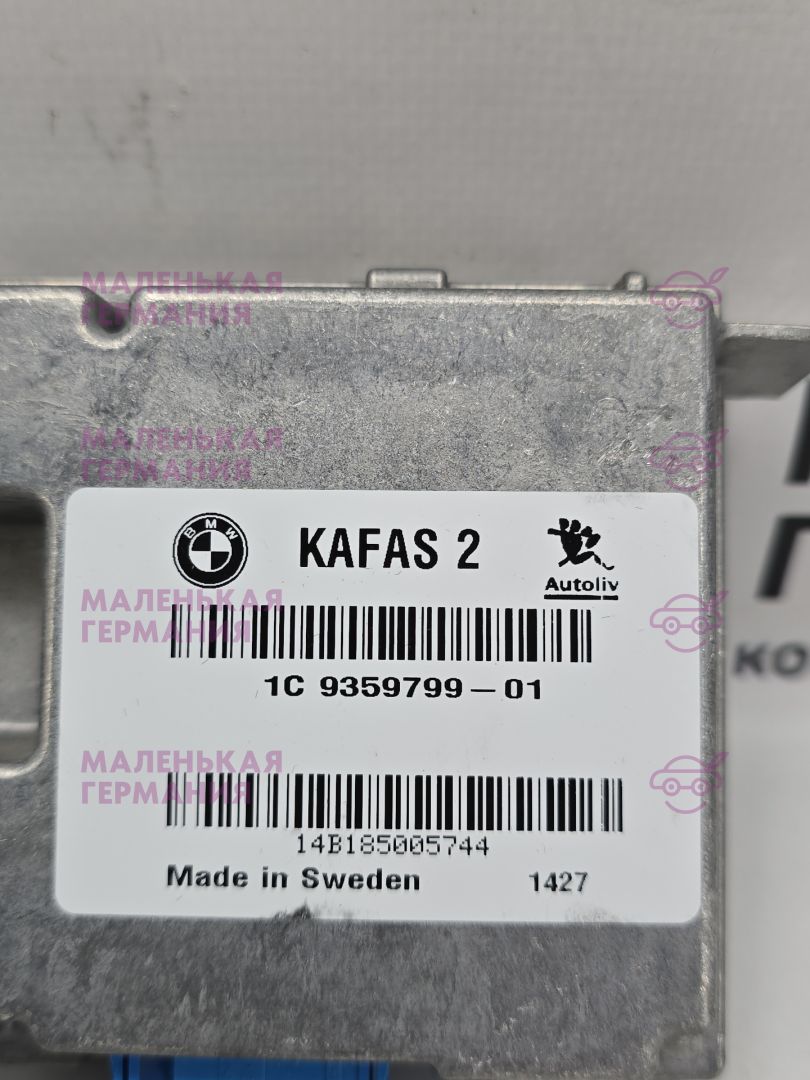 МАЛЕНЬКАЯ
ГЕРМАНИЯ
МАЛЕНЬКАЯ
ГЕРМАНИЯ
BMW
KAFAS 2
Autoliv
МАЛЕНЬКАЯ
ГЕРМАНИЯ
1C 9359799-01
КО
МАЛЕНЬКАЯ
ГЕРМАНИЯ
14B185005744
Made in Sweden 1427